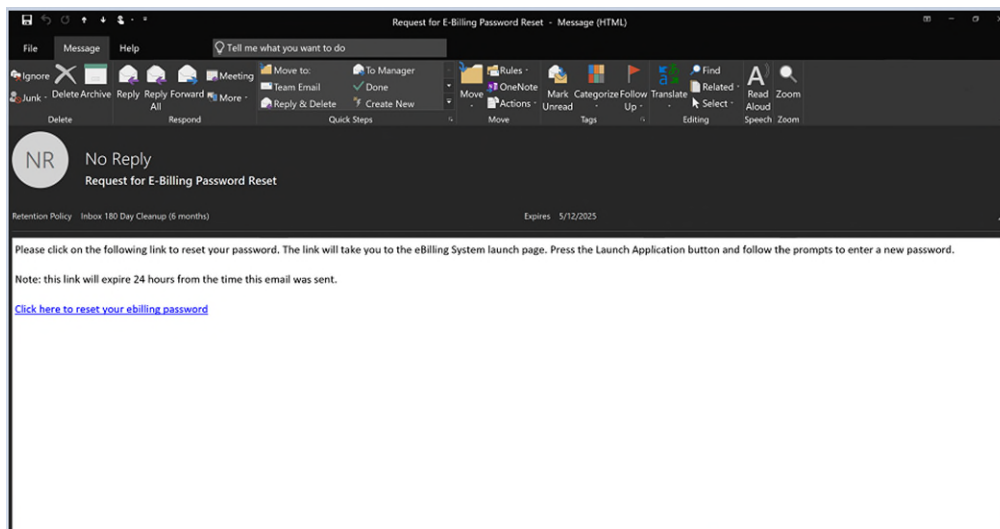 Request for E-Billing Password Reset - Message (HTML)
File Message Help Tell me what you want to do
Ignore
Junk
Delete Archive
Delete
Reply Reply All Forward
Meeting
More
Respond
Move to: To Manager
Team Email Done
Reply & Delete Create New
Quick Steps
Move
Rules
OneNote
Actions
Move
Mark Unread Categorize Follow Up
Tags
Translate
Find
Related
Select
Editing
Read Aloud
Speech
Zoom
Zoom
NR
No Reply
Request for E-Billing Password Reset
Retention Policy Inbox 180 Day Cleanup (6 months) Expires 5/12/2025
Please click on the following link to reset your password. The link will take you to the eBilling System launch page. Press the Launch Application button and follow the prompts to enter a new password.
Note: this link will expire 24 hours from the time this email was sent.
Click here to reset your ebilling password